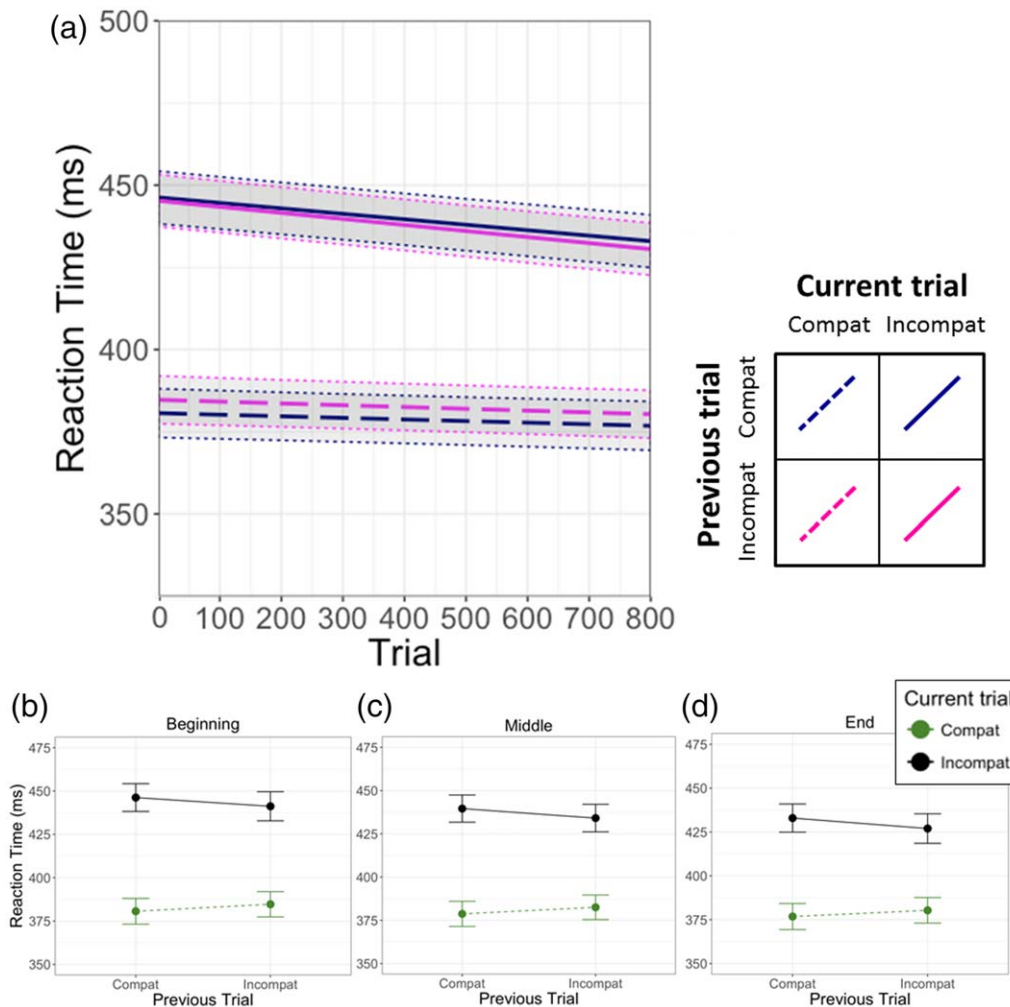 (a)
500
450
400
350
Reaction Time (ms)
0 100 200 300 400 500 600 700 800
Trial
Current trial
Compat Incompat
Previous trial
Compat
Incompat
(b)
Beginning
475
450
425
400
375
350
Reaction Time (ms)
Compat Incompat
Previous Trial
(c)
Middle
475
450
425
400
375
350
Compat Incompat
Previous Trial
(d)
End
475
450
425
400
375
350
Compat Incompat
Previous Trial
Current trial
Compat
Incompat